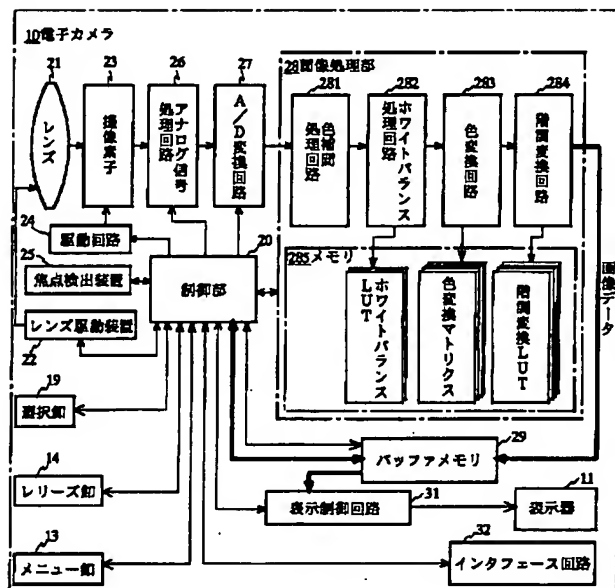 10電子カメラ
21
レンズ
23
撮像素子
26
アナログ信号
処理回路
27
A/D変換回路
28画像処理部
281
色補間
処理回路
282
ホワイトバランス
処理回路
283
色変換回路
284
階調変換回路
24
駆動回路
25
焦点検出装置
20
制御部
22
レンズ駆動装置
285メモリ
ホワイトバランス
LUT
色変換マトリクス
階調変換LUT
画像データ
19
選択釦
14
レリーズ釦
13
メニュー釦
29
バッファメモリ
31
表示制御回路
11
表示器
32
インタフェース回路